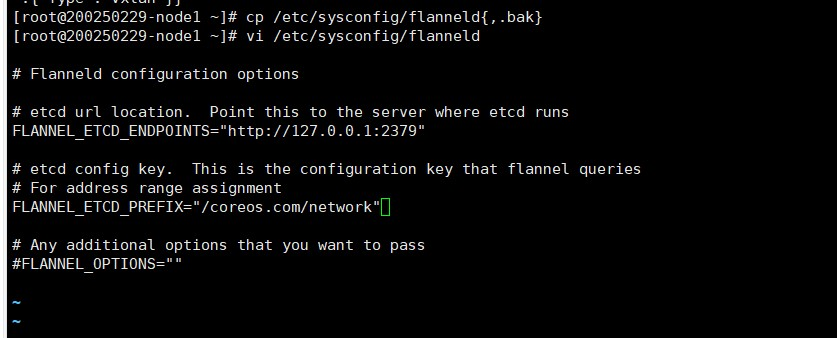 [root@200250229-node1 ~]# cp /etc/sysconfig/flanneld{,.bak}
[root@200250229-node1 ~]# vi /etc/sysconfig/flanneld
# Flanneld configuration options
# etcd url location.  Point this to the server where etcd runs
FLANNEL_ETCD_ENDPOINTS="http://127.0.0.1:2379"
# etcd config key.  This is the configuration key that flannel queries
# For address range assignment
FLANNEL_ETCD_PREFIX="/coreos.com/network"
# Any additional options that you want to pass
#FLANNEL_OPTIONS=""
~
~